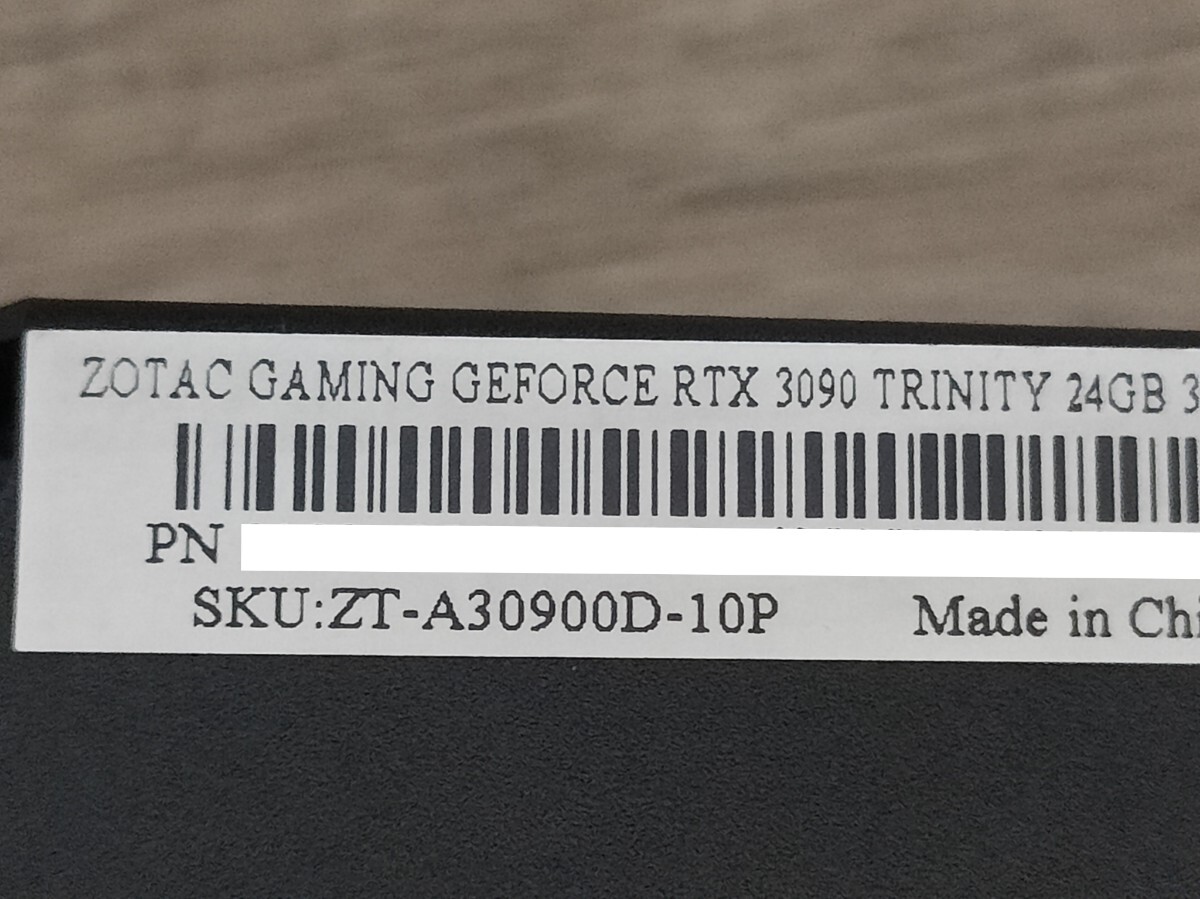 ZOTAC GAMING GEFORCE RTX 3090 TRINITY 24GB 3
PN
SKU:ZT-A30900D-10P Made in Chi